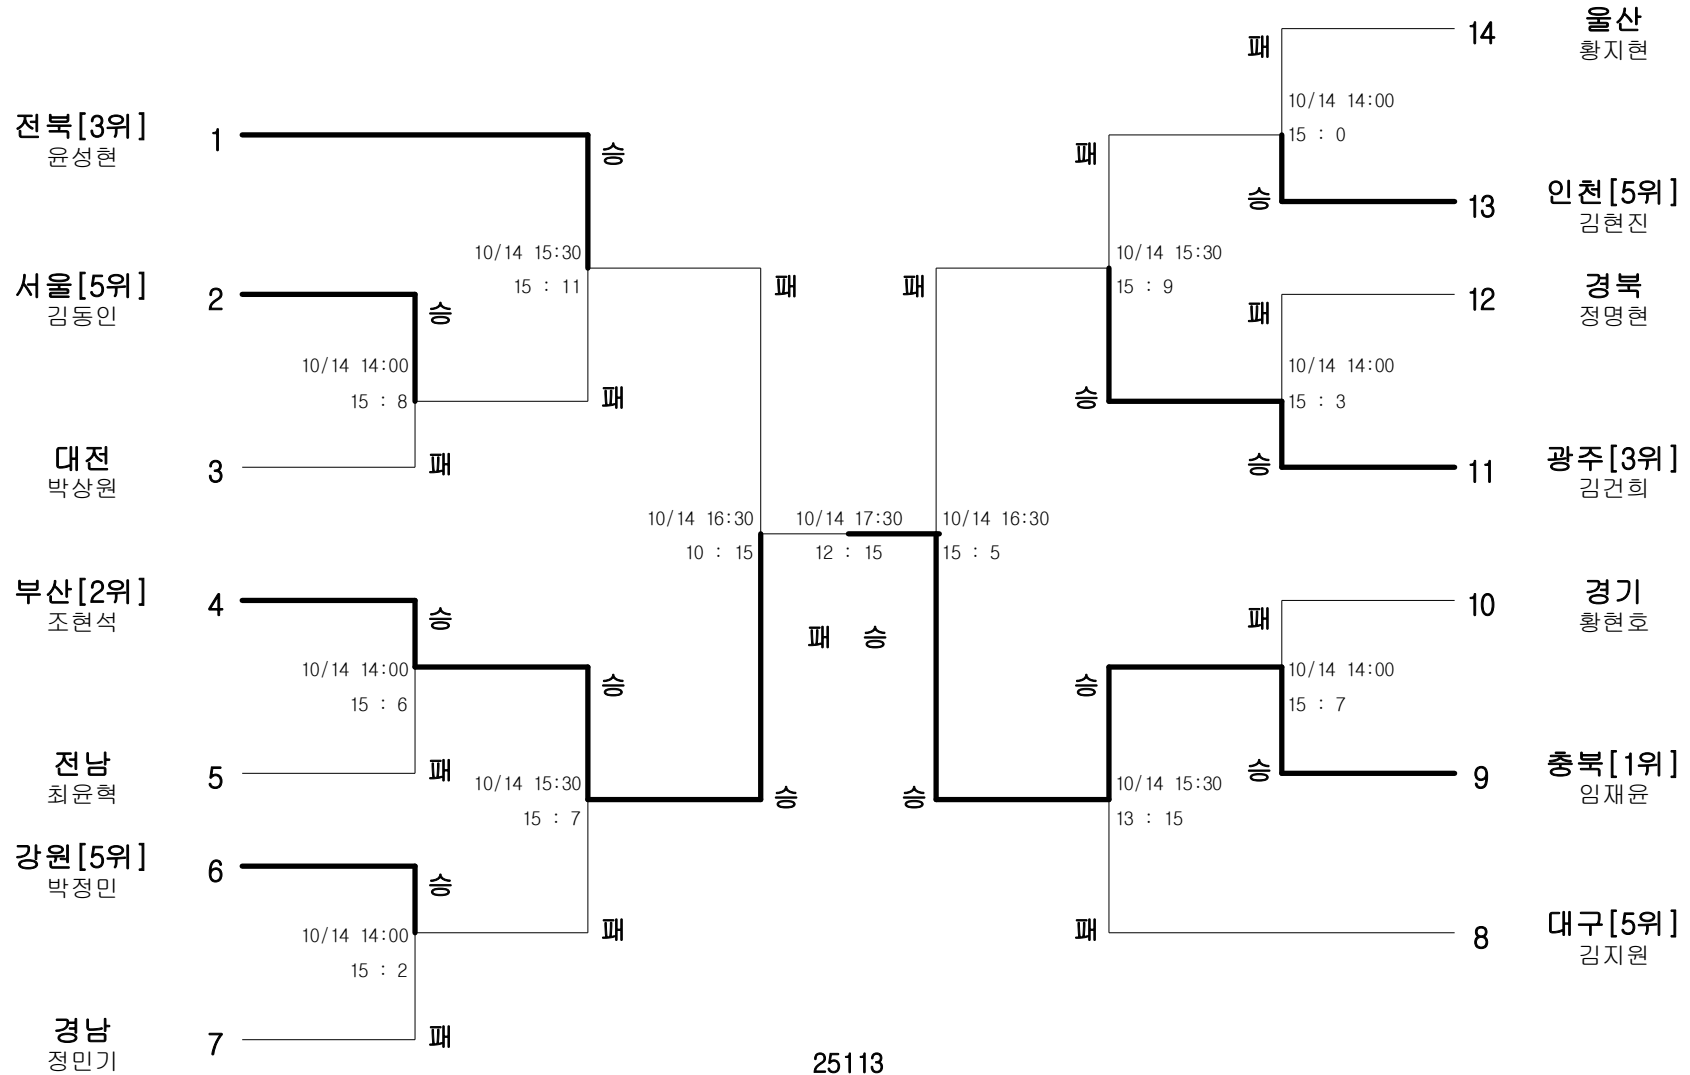 전북[3위]
윤성현
1
승
서울[5위]
김동인
2
승
10/14 14:00
15 : 8
대전
박상원
3
패
10/14 15:30
15 : 11
패
패
부산[2위]
조현석
4
승
10/14 14:00
15 : 6
전남
최윤혁
5
패
승
10/14 15:30
15 : 7
승
강원[5위]
박정민
6
승
10/14 14:00
15 : 2
패
경남
정민기
7
패
10/14 16:30
10 : 15
10/14 17:30
12 : 15
패 승
10/14 16:30
15 : 5
14
울산
황지현
패
10/14 14:00
15 : 0
패
승
13
인천[5위]
김현진
10/14 15:30
15 : 9
패
12
경북
정명현
패
10/14 14:00
15 : 3
승
승
11
광주[3위]
김건희
10
경기
황현호
패
10/14 14:00
15 : 7
승
승
9
충북[1위]
임재윤
10/14 15:30
13 : 15
승
패
8
대구[5위]
김지원
25113